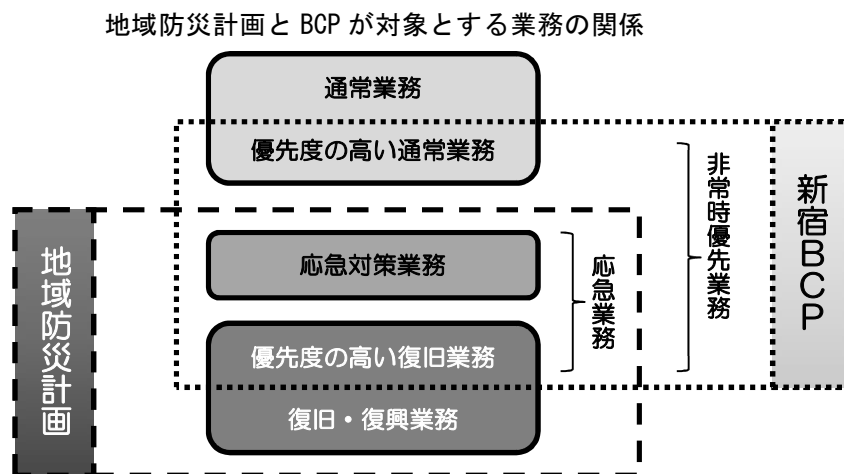 地域防災計画と BCP が対象とする業務の関係
通常業務
優先度の高い通常業務
応急対策業務
優先度の高い復旧業務
復旧・復興業務
地域防災計画
応急業務
非常時優先業務
新宿BCP